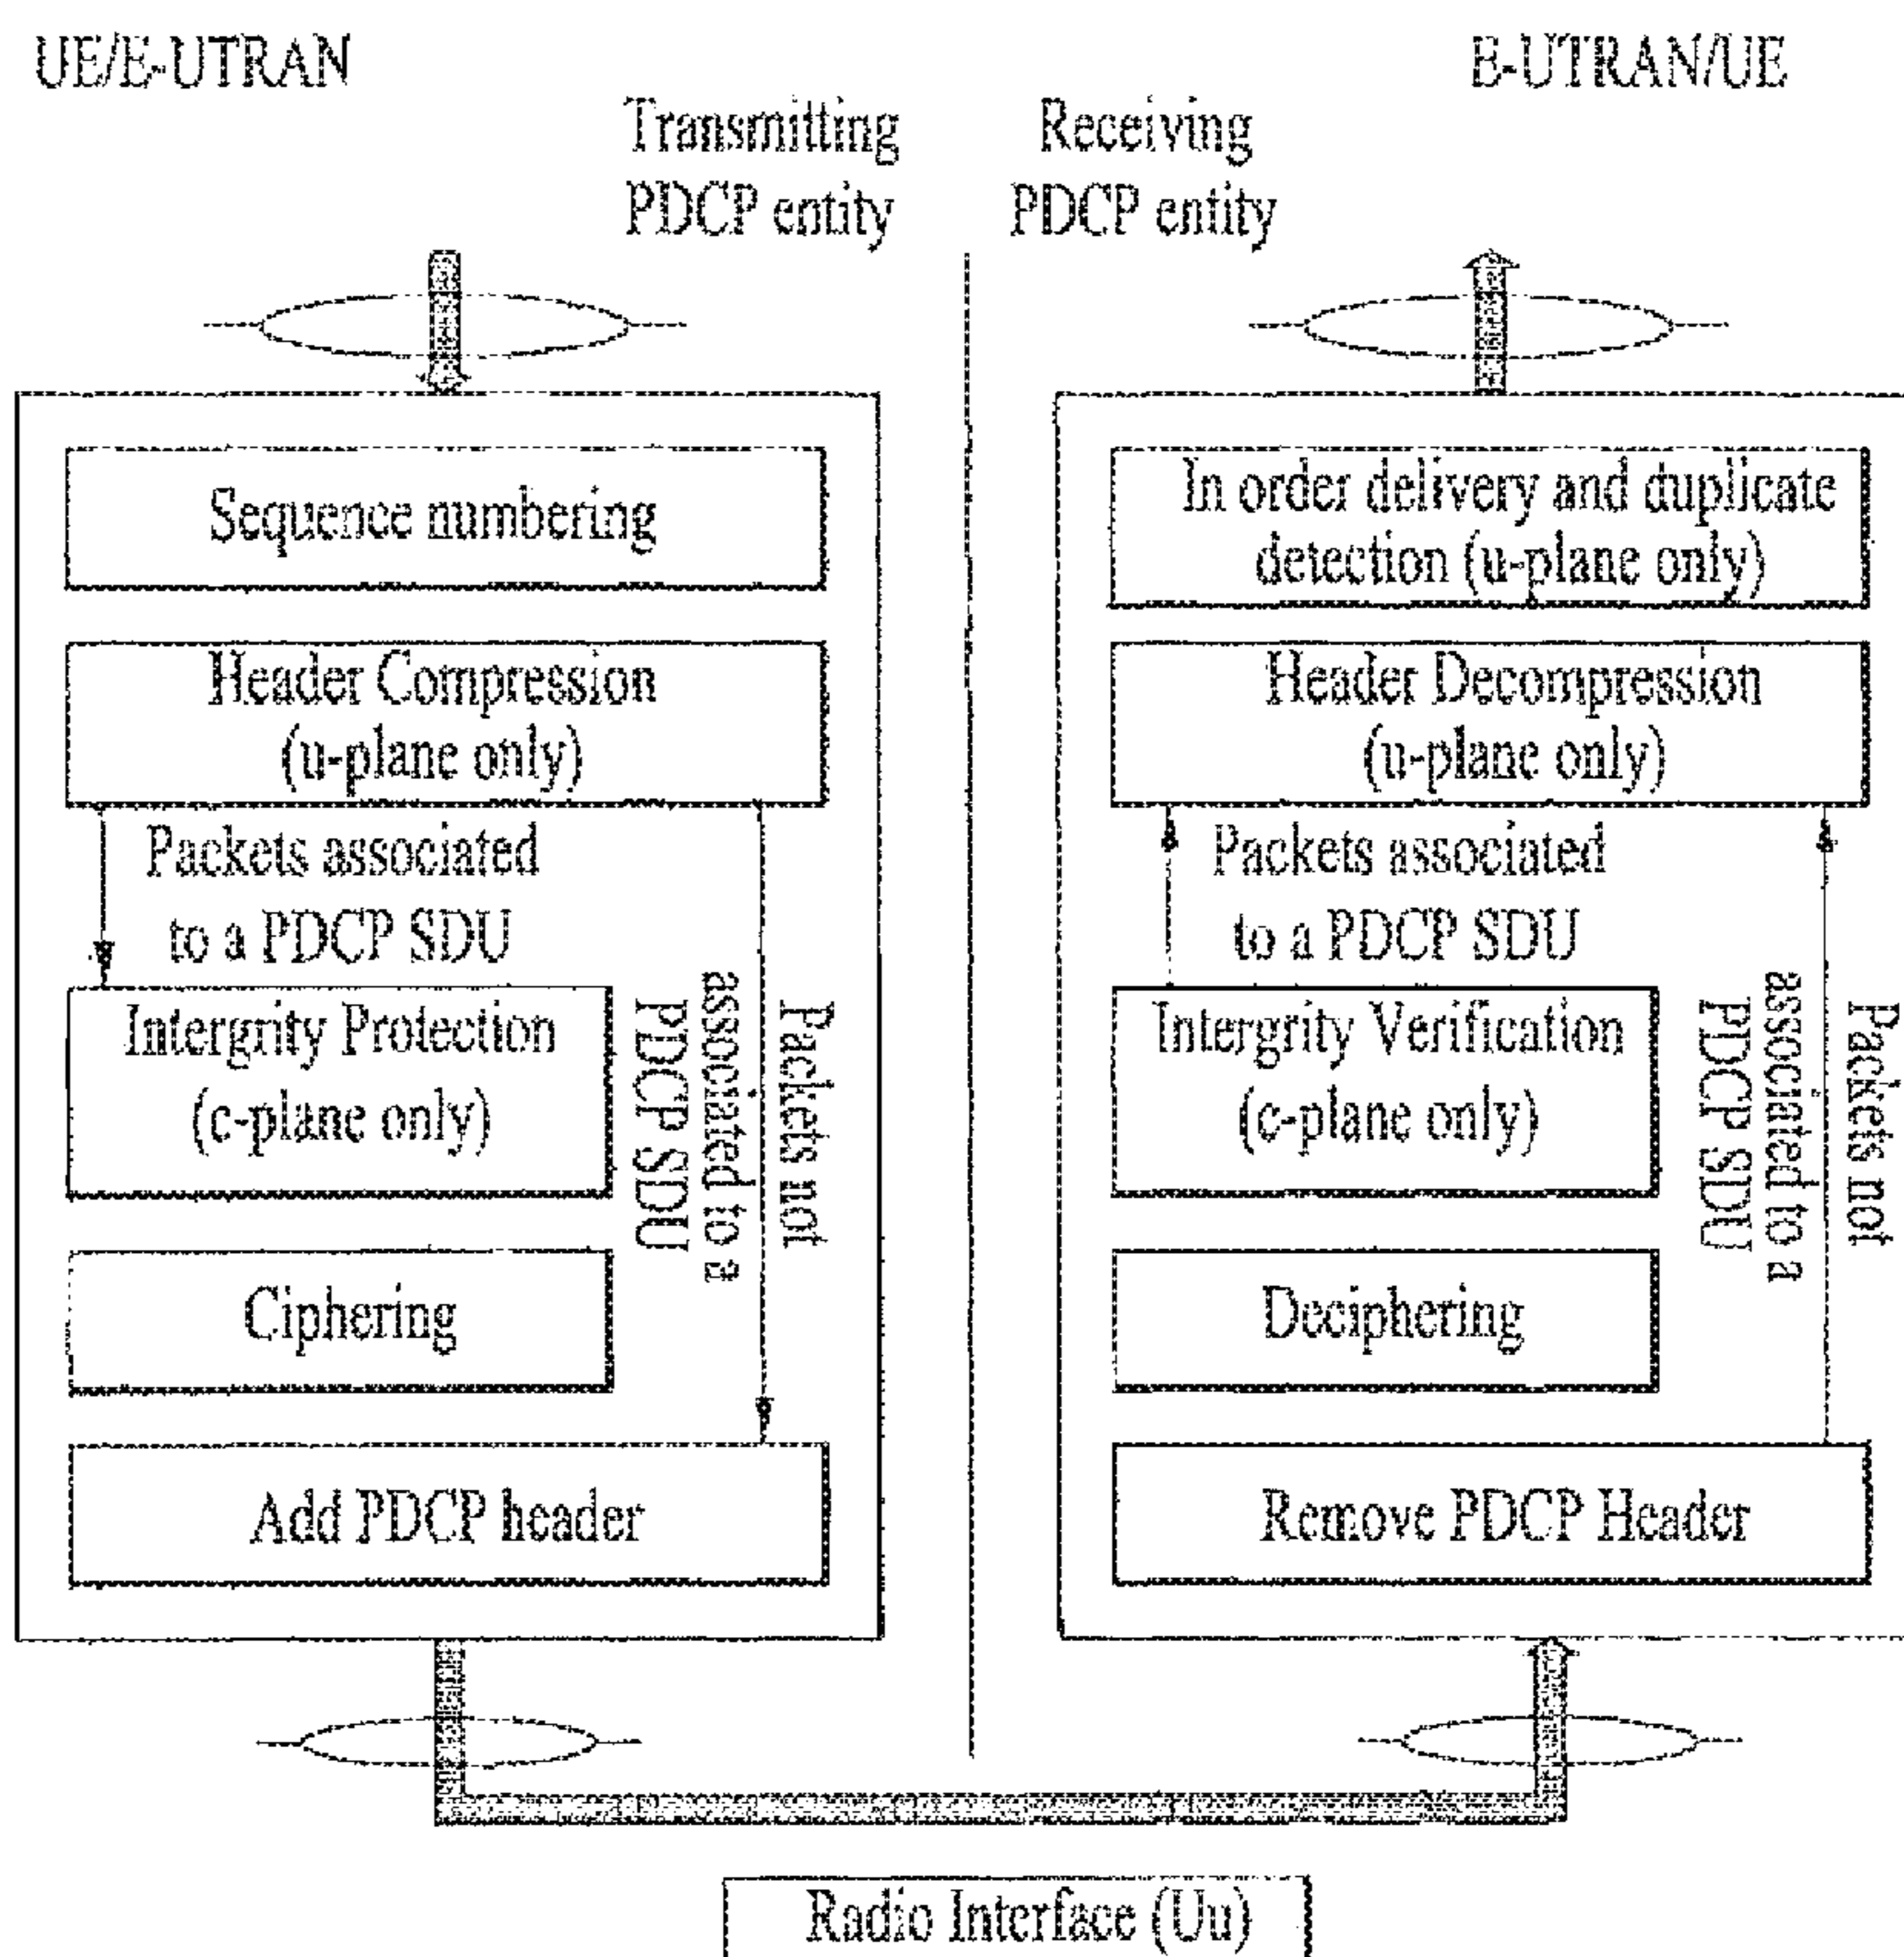 UE/E-UTRAN
E-UTRAN/UE
Transmitting
PDCP entity
Receiving
PDCP entity
Sequence numbering
Header Compression
(u-plane only)
Packets associated
to a PDCP SDU
Intergrity Protection
(c-plane only)
Packets not
associated to a
PDCP SDU
Ciphering
Add PDCP header
In order delivery and duplicate
detection (u-plane only)
Header Decompression
(u-plane only)
Packets associated
to a PDCP SDU
Intergrity Verification
(c-plane only)
Packets not
associated to a
PDCP SDU
Deciphering
Remove PDCP Header
Radio Interface (Uu)